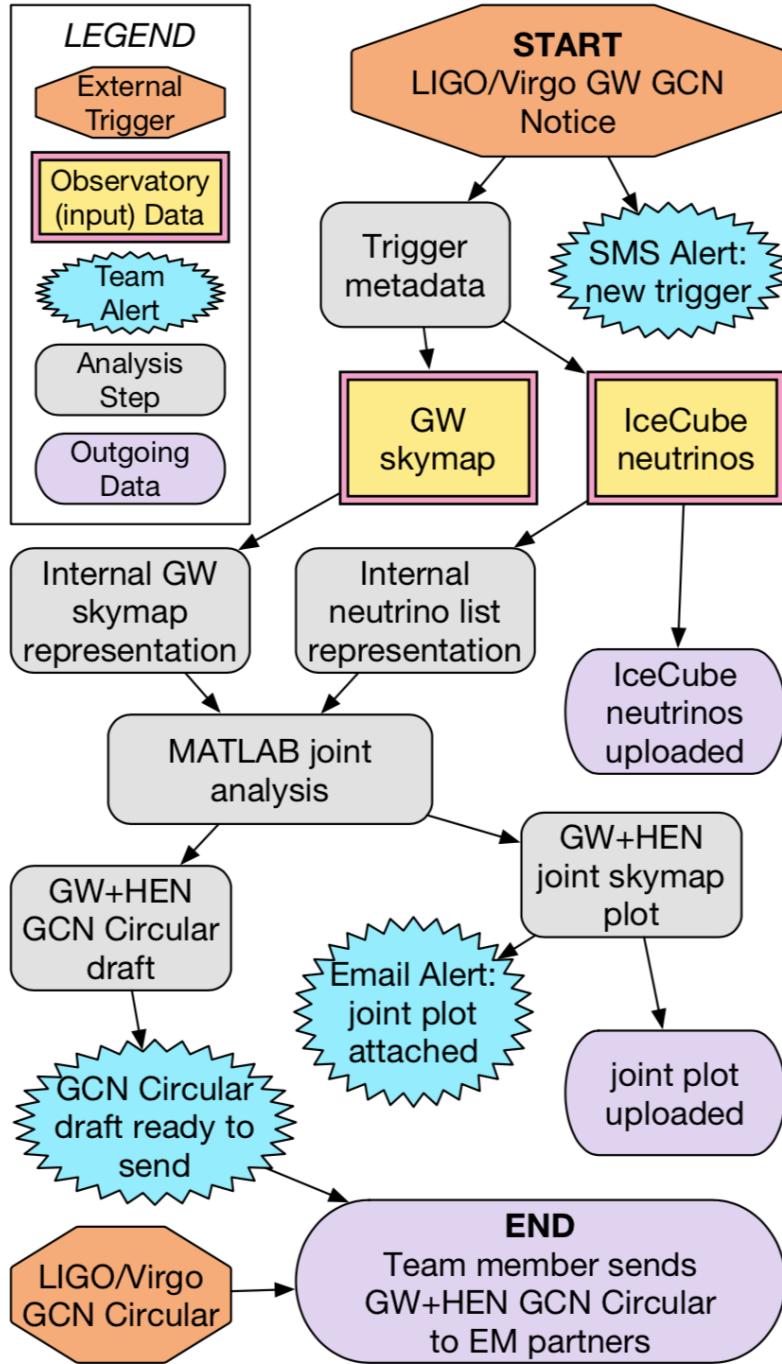 LEGEND
External
Trigger
Observatory
(input) Data
Team
Alert
Analysis
Step
Outgoing
Data
START
LIGO/Virgo GW GCN
Notice
Trigger
metadata
SMS Alert:
new trigger
GW
skymap
IceCube
neutrinos
Internal GW
skymap
representation
Internal
neutrino list
representation
IceCube
neutrinos
uploaded
MATLAB joint
analysis
GW+HEN
GCN Circular
draft
GW+HEN
joint skymap
plot
Email Alert:
joint plot
attached
joint plot
uploaded
GCN Circular
draft ready to
send
LIGO/Virgo
GCN Circular
END
Team member sends
GW+HEN GCN Circular
to EM partners